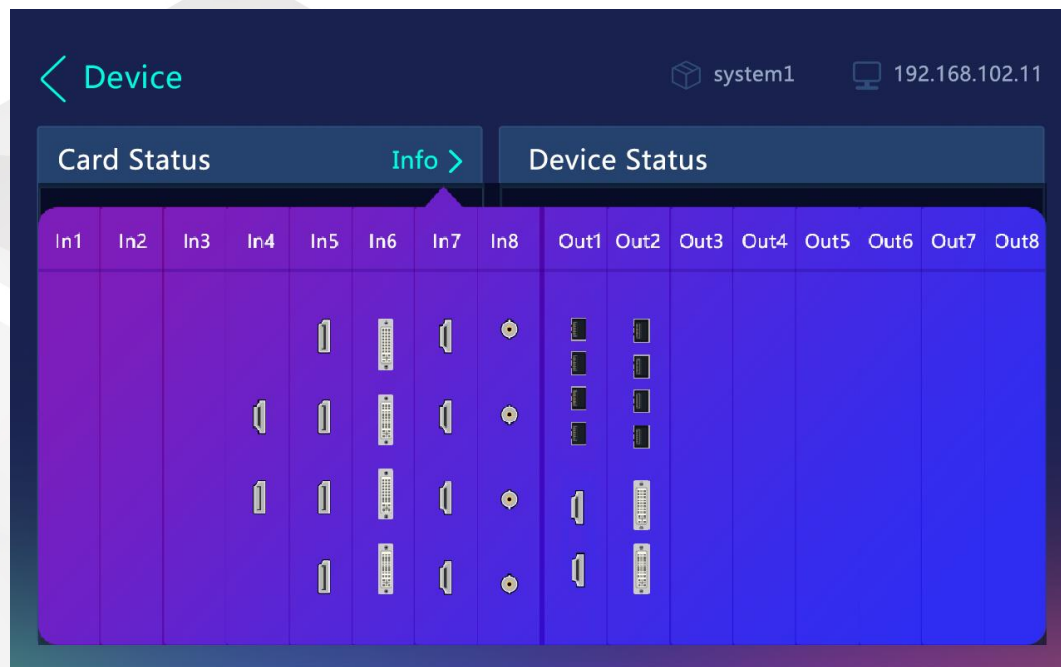 Device system1 192.168.102.11
Card Status Info Device Status
In1 In2 In3 In4 In5 In6 In7 In8 Out1 Out2 Out3 Out4 Out5 Out6 Out7 Out8